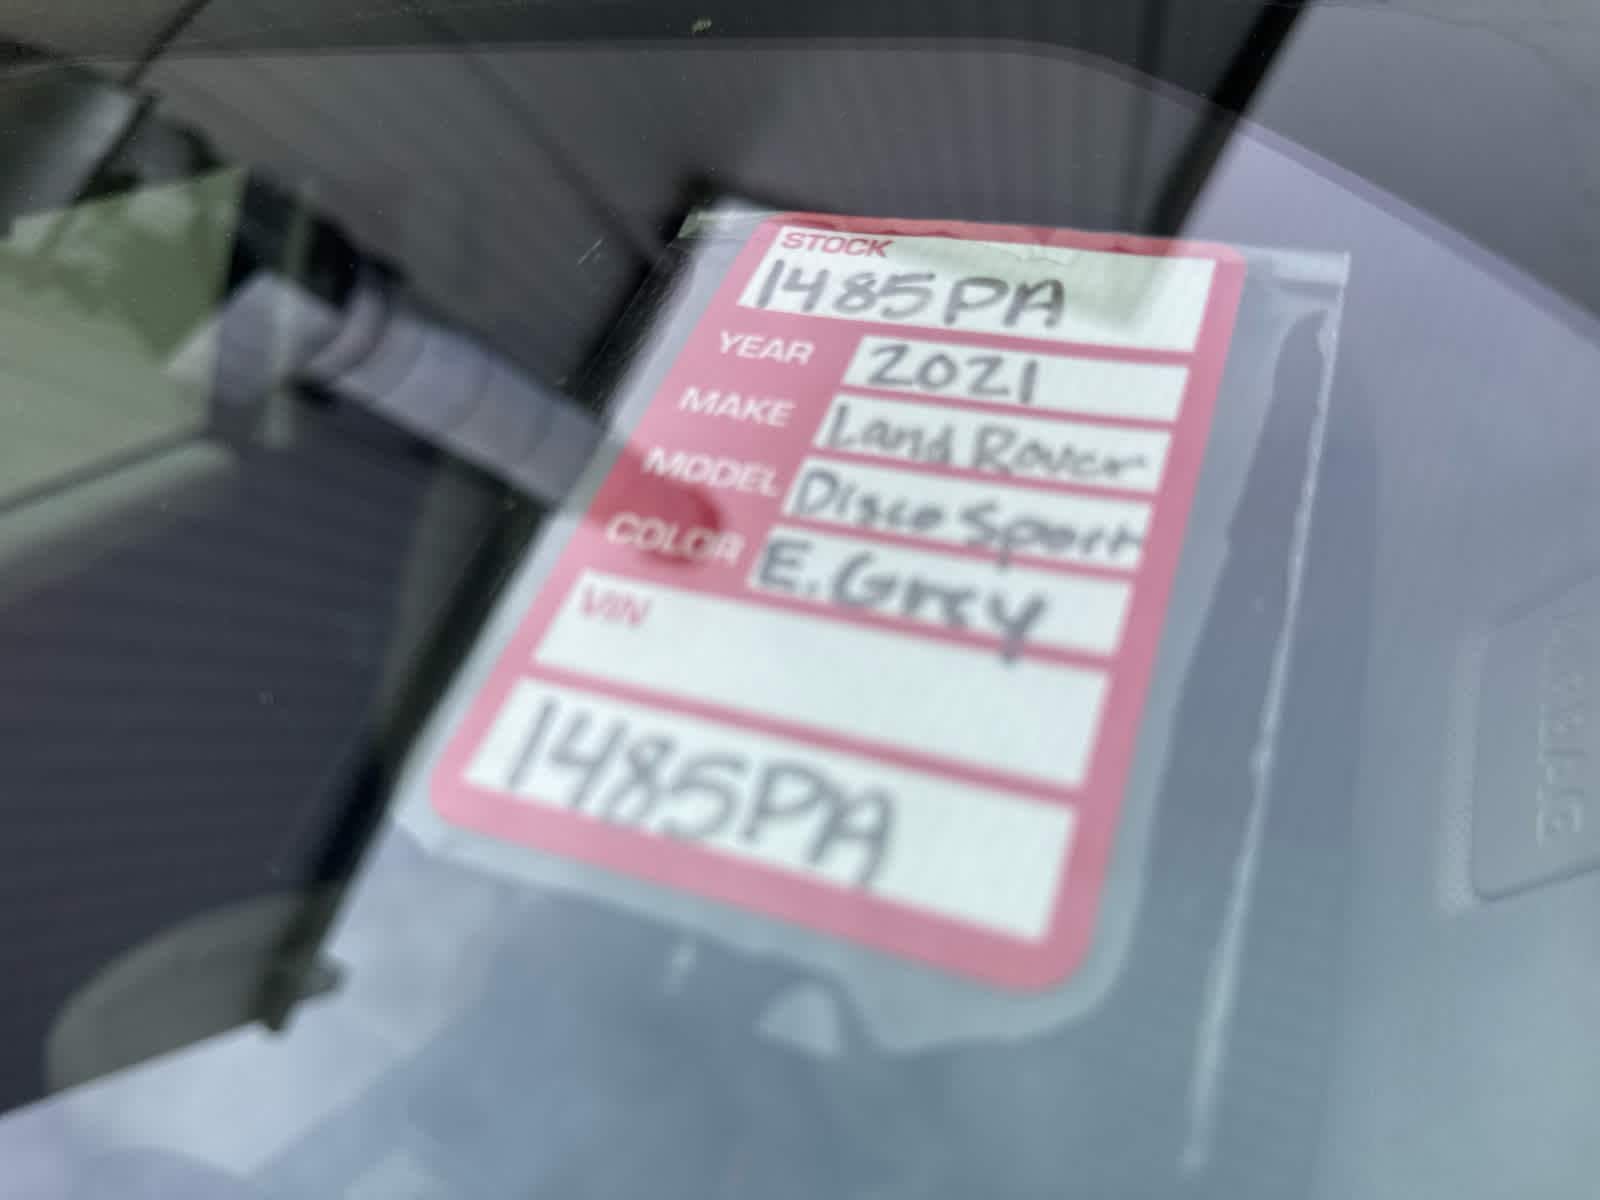 STOCK
1485PA
YEAR 2021
MAKE Land Rover
MODEL Disco Sport
COLOR E. Grey
VIN
1485PA